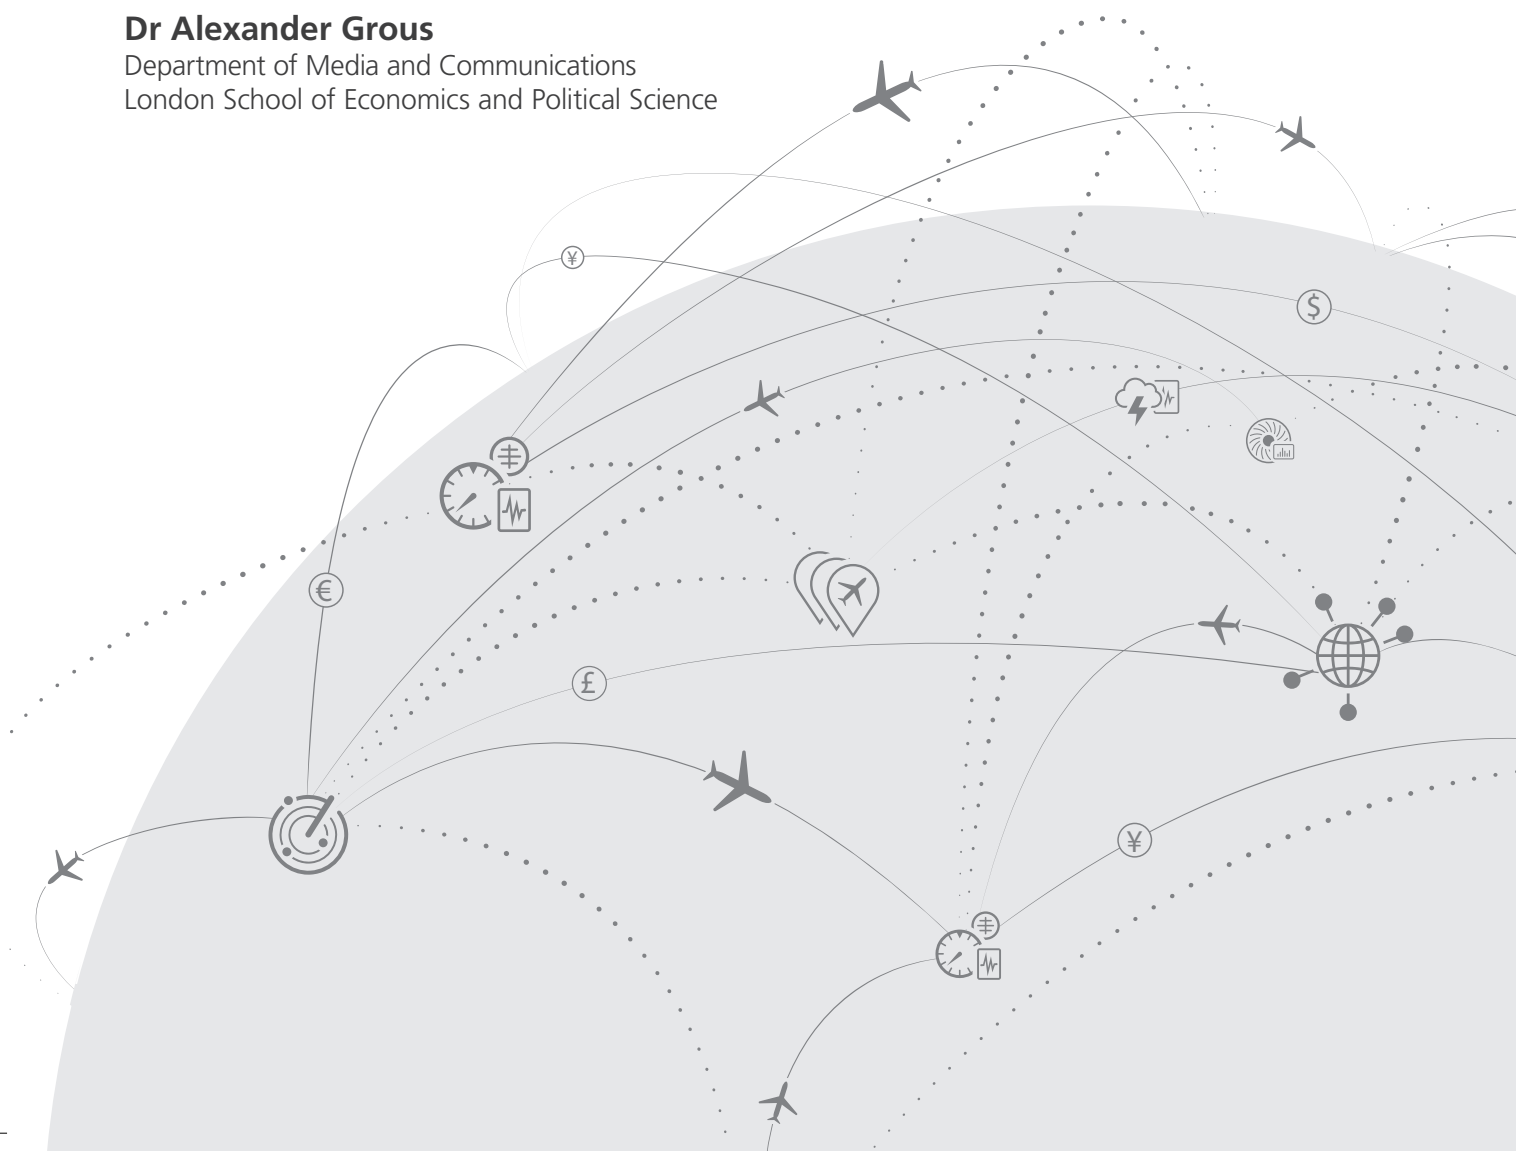 Dr Alexander Grous
Department of Media and Communications
London School of Economics and Political Science
¥
$
€
£
¥